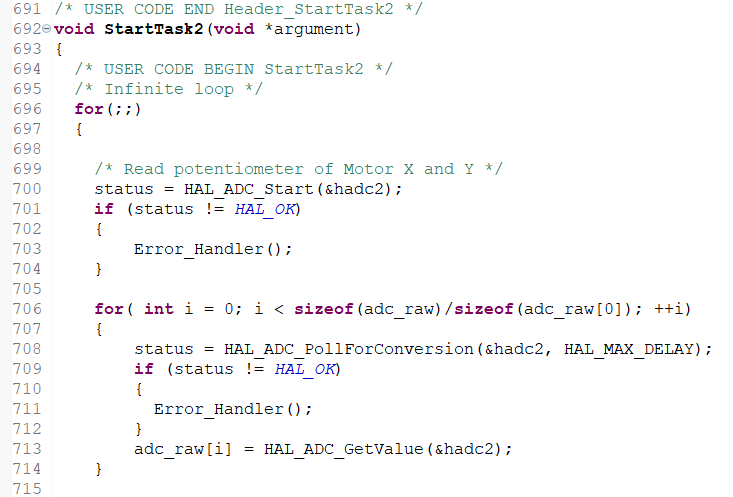 691 /* USER CODE END Header_StartTask2 */
692 void StartTask2(void *argument)
693 {
694   /* USER CODE BEGIN StartTask2 */
695   /* Infinite loop */
696   for(;;)
697   {
698
699     /* Read potentiometer of Motor X and Y */
700     status = HAL_ADC_Start(&hadc2);
701     if (status != HAL_OK)
702     {
703         Error_Handler();
704     }
705
706     for( int i = 0; i < sizeof(adc_raw)/sizeof(adc_raw[0]); ++i)
707     {
708         status = HAL_ADC_PollForConversion(&hadc2, HAL_MAX_DELAY);
709         if (status != HAL_OK)
710         {
711           Error_Handler();
712         }
713         adc_raw[i] = HAL_ADC_GetValue(&hadc2);
714     }
715